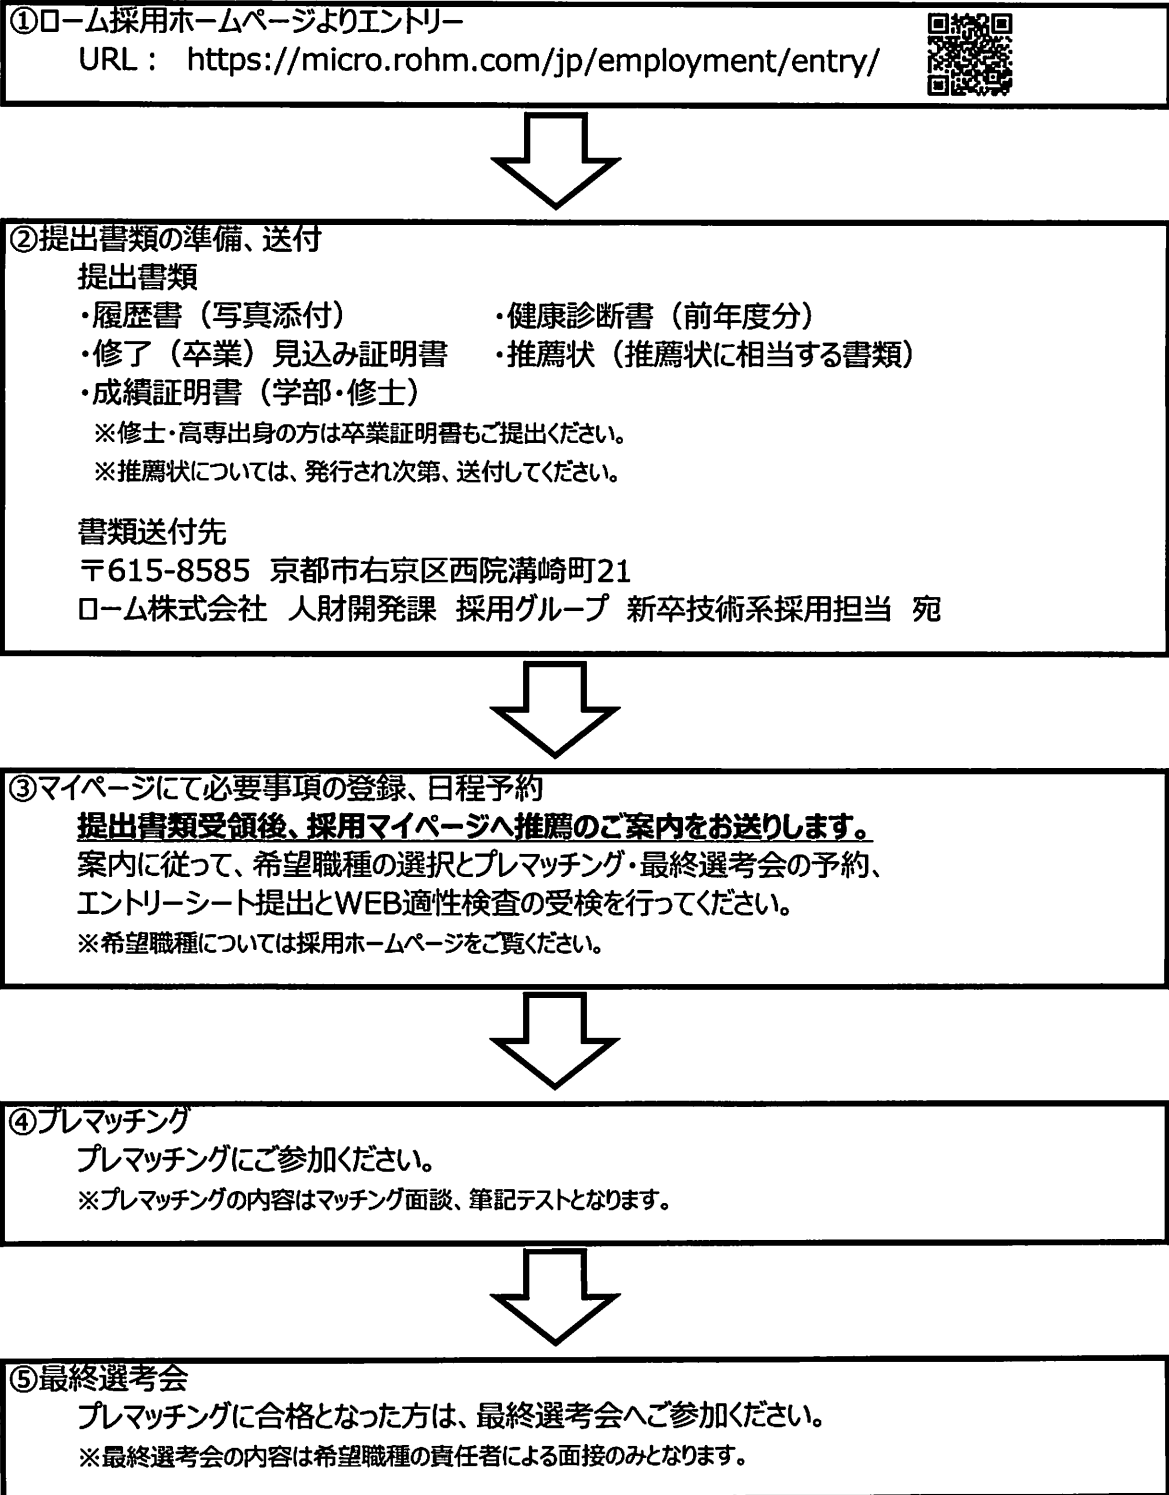 ①ローム採用ホームページよりエントリー
URL： https://micro.rohm.com/jp/employment/entry/
②提出書類の準備、送付
提出書類
・履歴書（写真添付） ・健康診断書（前年度分）
・修了（卒業）見込み証明書 ・推薦状（推薦状に相当する書類）
・成績証明書（学部・修士）
※修士・高専出身の方は卒業証明書もご提出ください。
※推薦状については、発行され次第、送付してください。
書類送付先
〒615-8585 京都市右京区西院溝崎町21
ローム株式会社 人財開発課 採用グループ 新卒技術系採用担当 宛
③マイページにて必要事項の登録、日程予約
提出書類受領後、採用マイページへ推薦のご案内をお送りします。
案内に従って、希望職種の選択とプレマッチング・最終選考会の予約、
エントリーシート提出とWEB適性検査の受検を行ってください。
※希望職種については採用ホームページをご覧ください。
④プレマッチング
プレマッチングにご参加ください。
※プレマッチングの内容はマッチング面談、筆記テストとなります。
⑤最終選考会
プレマッチングに合格となった方は、最終選考会へご参加ください。
※最終選考会の内容は希望職種の責任者による面接のみとなります。